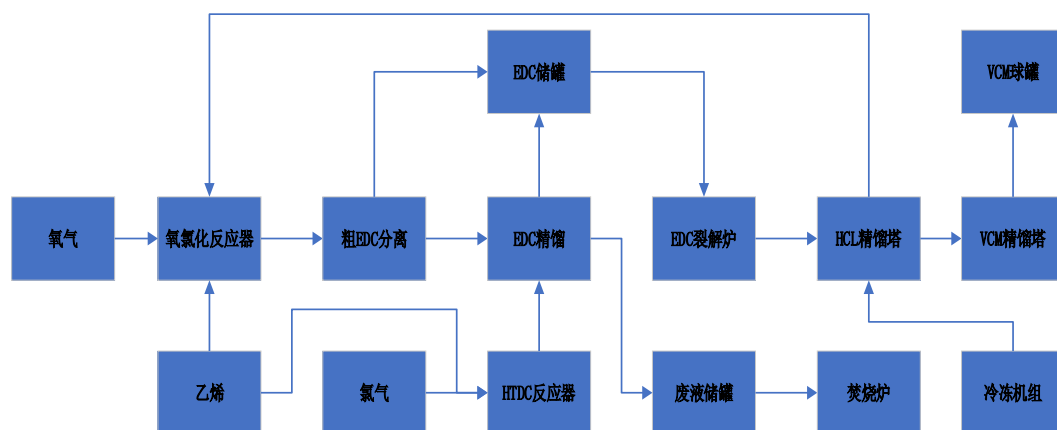 EDC储罐
VCM球罐
氧气
氧氯化反应器
粗EDC分离
EDC精馏
EDC裂解炉
HCL精馏塔
VCM精馏塔
乙烯
氯气
HTDC反应器
废液储罐
焚烧炉
冷冻机组